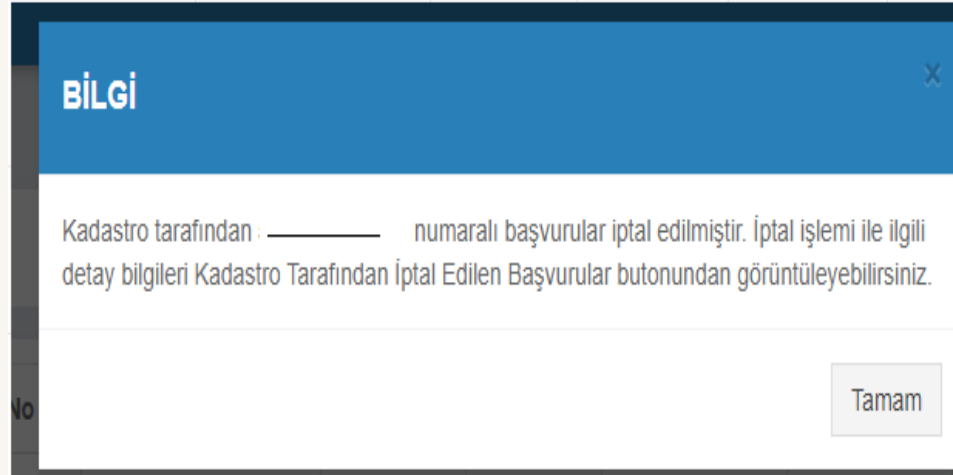 BİLGİ
x
Kadastro tarafından numaralı başvurular iptal edilmiştir. İptal işlemi ile ilgili
detay bilgileri Kadastro Tarafından İptal Edilen Başvurular butonundan görüntüleyebilirsiniz.
Tamam
No